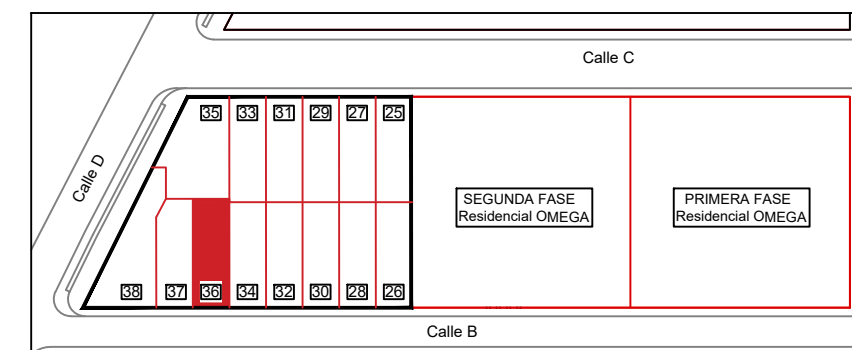 Calle C
35 33 31 29 27 25
Calle D
SEGUNDA FASE
Residencial OMEGA
PRIMERA FASE
Residencial OMEGA
38 37 36 34 32 30 28 26
Calle B